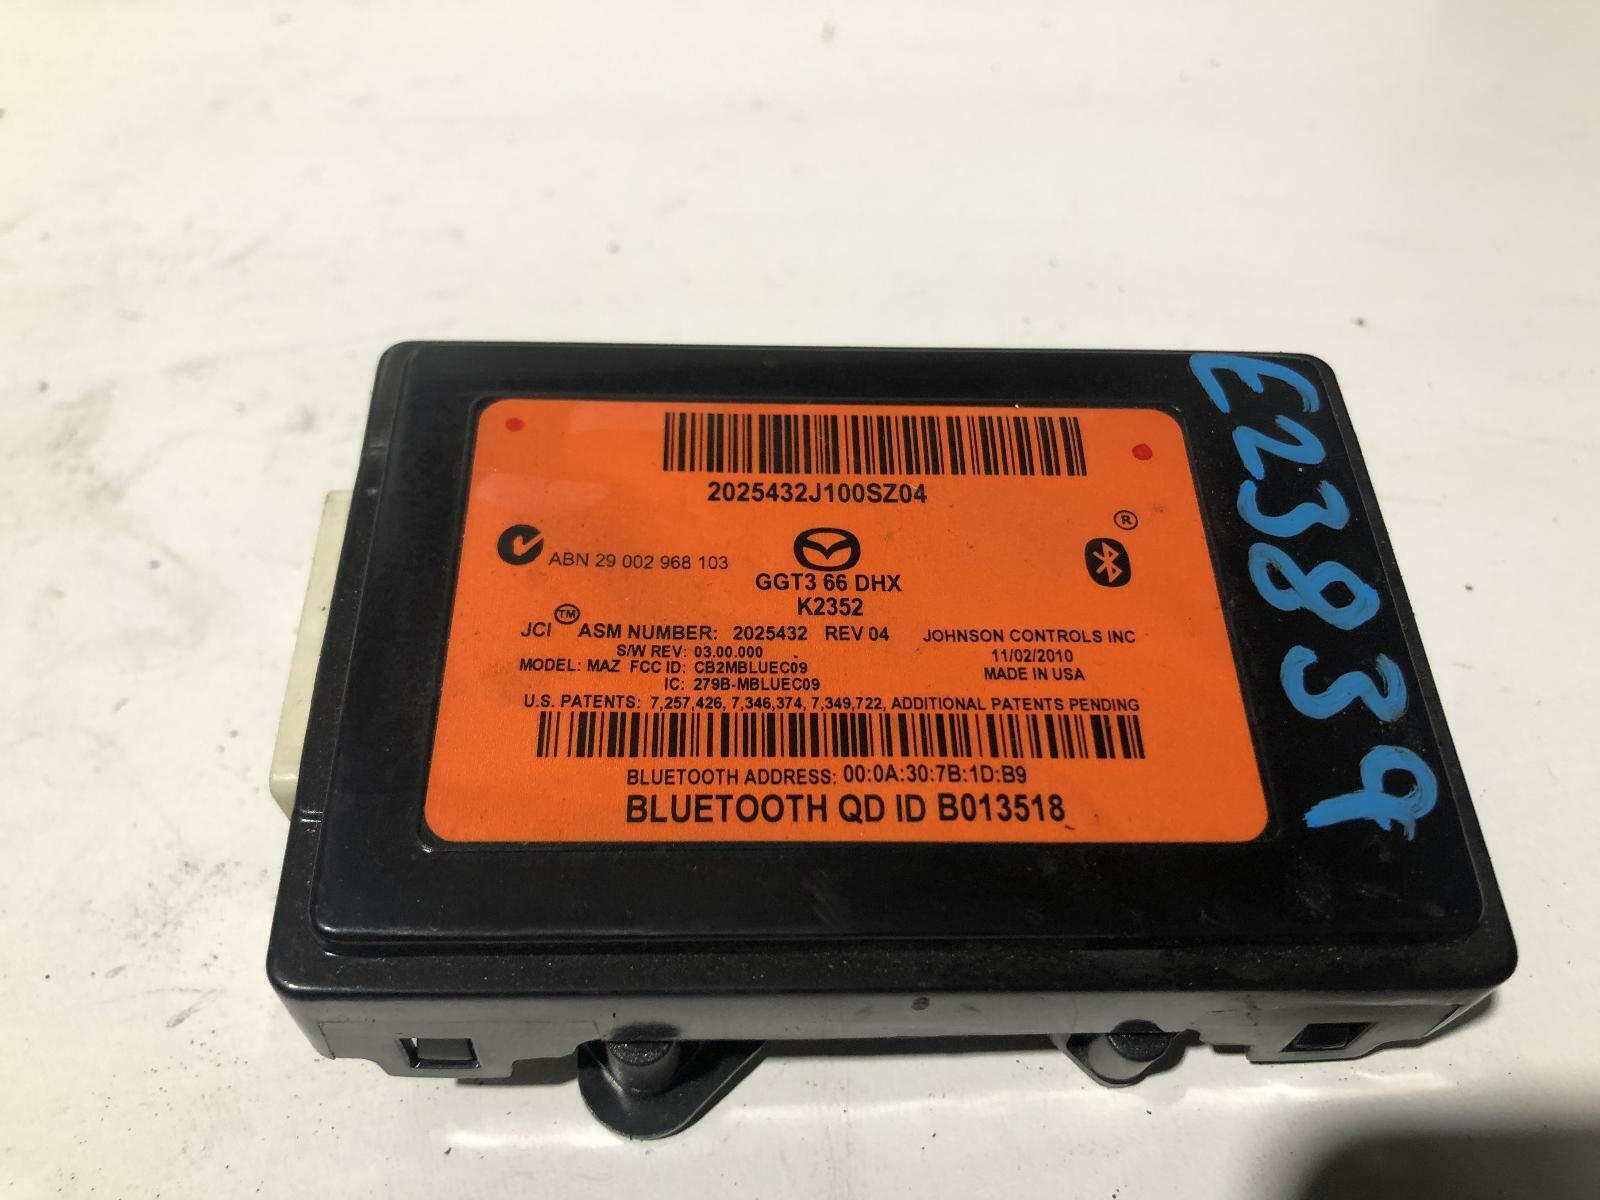 2025432J100SZ04
ABN 29 002 968 103
GGT3 66 DHX
K2352
®
JCI™ ASM NUMBER: 2025432 REV 04
S/W REV: 03.00.000
MODEL: MAZ FCC ID: CB2MBLUEC09
IC: 279B-MBLUEC09
JOHNSON CONTROLS INC
11/02/2010
MADE IN USA
U.S. PATENTS: 7,257,426, 7,346,374, 7,349,722, ADDITIONAL PATENTS PENDING
BLUETOOTH ADDRESS: 00:0A:30:7B:1D:B9
BLUETOOTH QD ID B013518
E23839